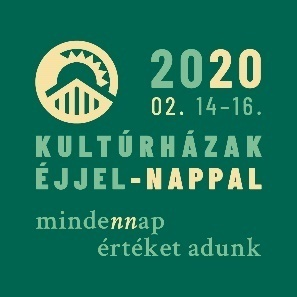 2020
02. 14-16.
KULTÚRHÁZAK
ÉJJEL-NAPPAL
mindennap
értéket adunk